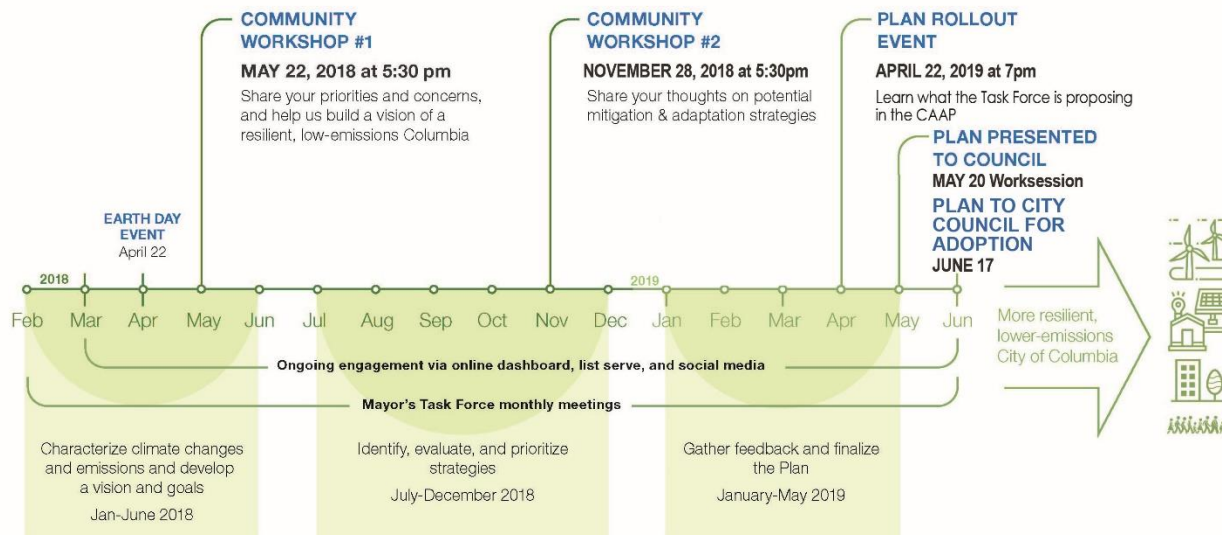 COMMUNITY
WORKSHOP #1
MAY 22, 2018 at 5:30 pm
Share your priorities and concerns,
and help us build a vision of a
resilient, low-emissions Columbia
COMMUNITY
WORKSHOP #2
NOVEMBER 28, 2018 at 5:30pm
Share your thoughts on potential
mitigation & adaptation strategies
PLAN ROLLOUT
EVENT
APRIL 22, 2019 at 7pm
Learn what the Task Force is proposing
in the CAAP
PLAN PRESENTED
TO COUNCIL
MAY 20 Worksession
PLAN TO CITY
COUNCIL FOR
ADOPTION
JUNE 17
EARTH DAY
EVENT
April 22
2018
2019
Feb Mar Apr May Jun Jul Aug Sep Oct Nov Dec Jan Feb Mar Apr May Jun
More resilient,
lower-emissions
City of Columbia
Ongoing engagement via online dashboard, list serve, and social media
Mayor's Task Force monthly meetings
Characterize climate changes
and emissions and develop
a vision and goals
Jan-June 2018
Identify, evaluate, and prioritize
strategies
July-December 2018
Gather feedback and finalize
the Plan
January-May 2019